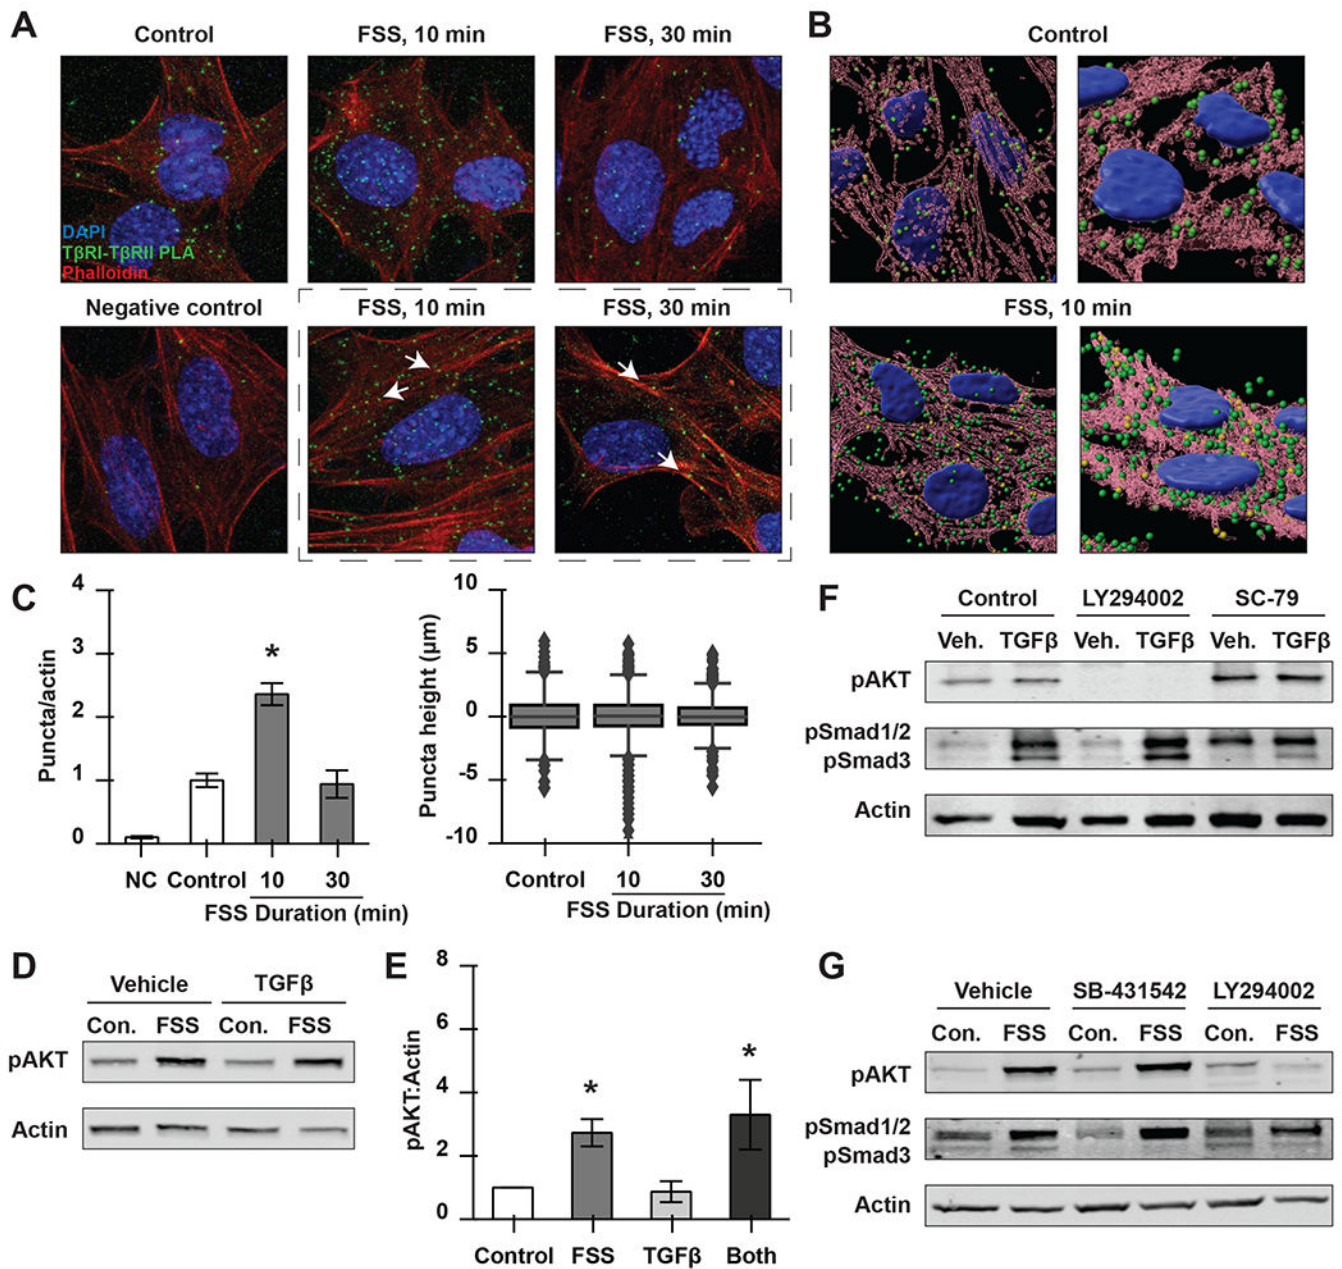 A
Control
FSS, 10 min
FSS, 30 min
DAPI
TβRI-TβRII PLA
Phalloidin
Negative control
FSS, 10 min
FSS, 30 min
B
Control
FSS, 10 min
C
Puncta/actin
4
3
2
1
0
NC
Control
10
30
FSS Duration (min)
*
Puncta height (µm)
10
5
0
-5
-10
Control
10
30
FSS Duration (min)
D
Vehicle
TGFβ
Con. FSS Con. FSS
pAKT
Actin
E
pAKT:Actin
8
6
4
2
0
*
*
Control
FSS
TGFβ
Both
F
Control LY294002 SC-79
Veh. TGFβ Veh. TGFβ Veh. TGFβ
pAKT
pSmad1/2
pSmad3
Actin
G
Vehicle SB-431542 LY294002
Con. FSS Con. FSS Con. FSS
pAKT
pSmad1/2
pSmad3
Actin